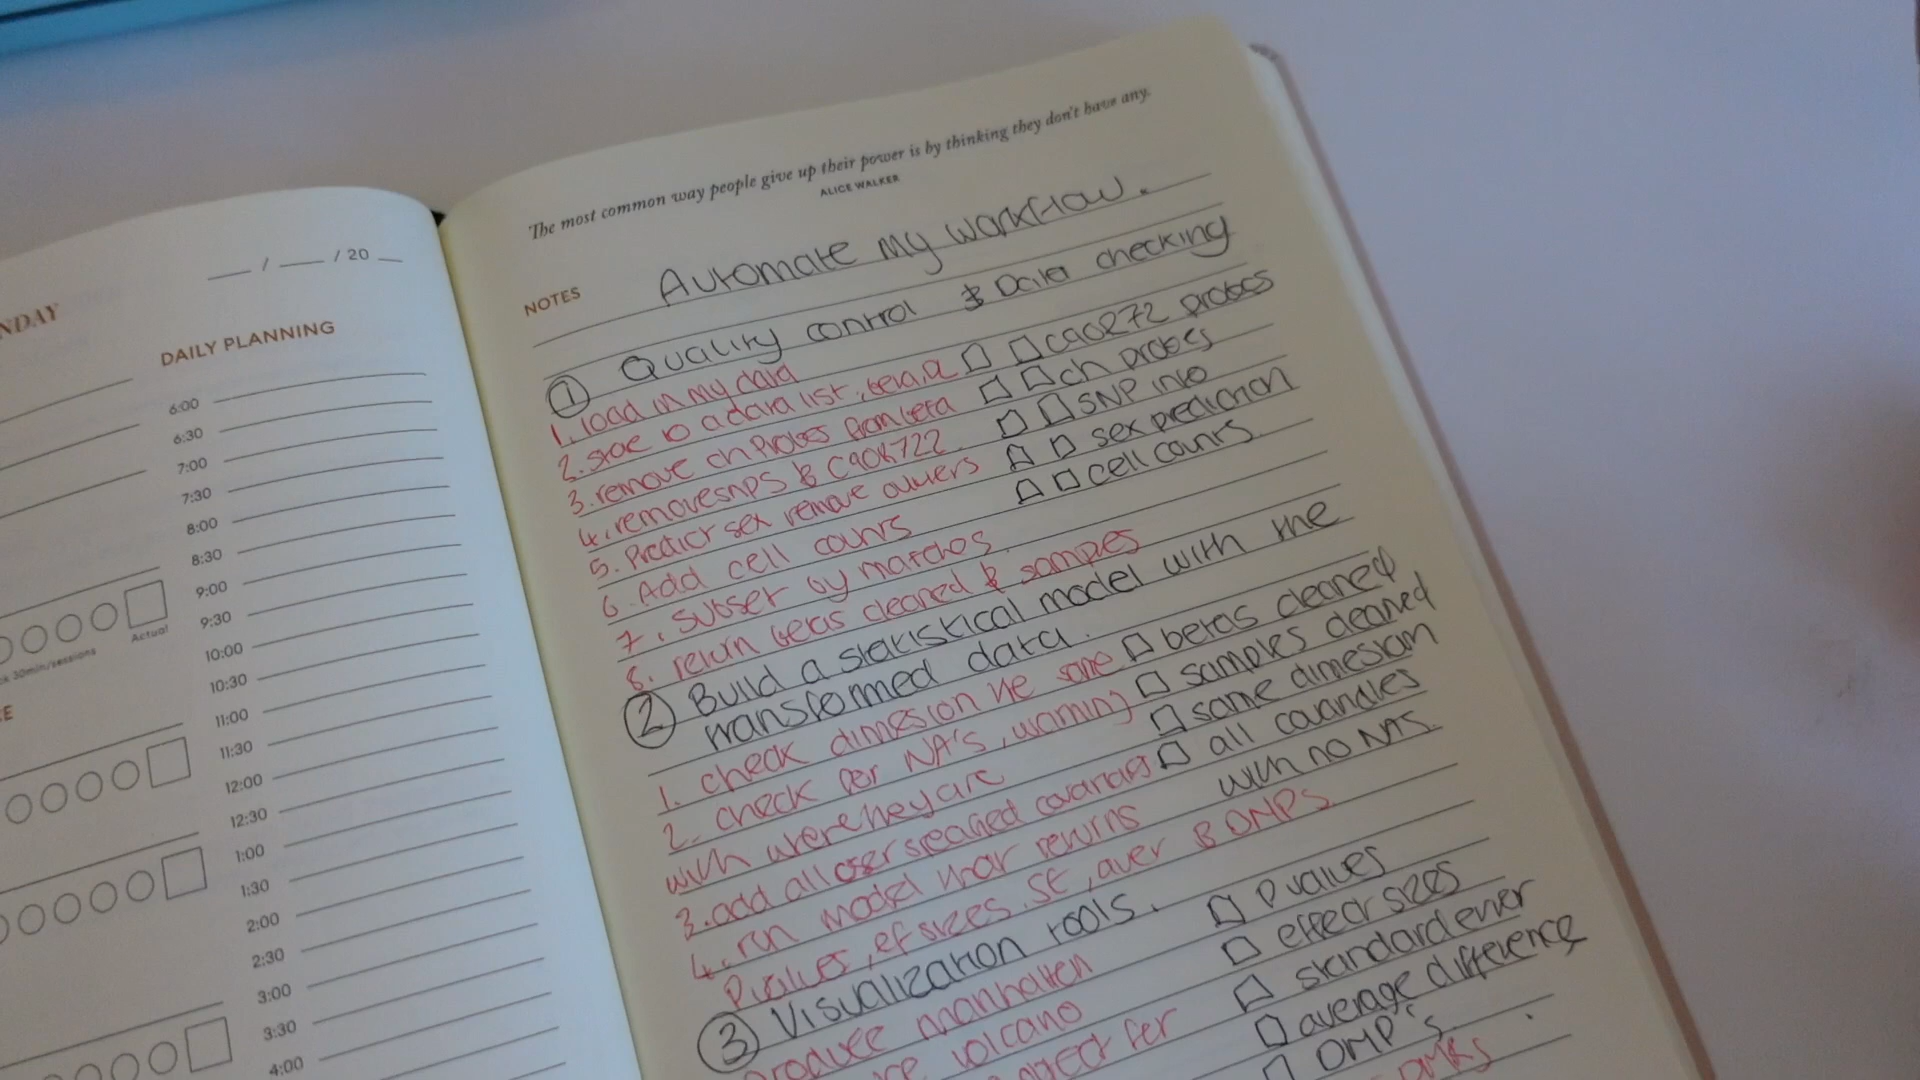 NDAY
/ / 20
DAILY PLANNING
6:00
6:30
7:00
7:30
8:00
8:30
9:00
9:30
10:00
10:30
11:00
11:30
12:00
12:30
1:00
1:30
2:00
2:30
3:00
3:30
4:00
Actual
30min/sessions
E
The most common way people give up their power is by thinking they don't have any.
ALICE WALKER
NOTES
Automate my workflow.
① Quality control & Data checking
1. load in my data
□ □ cg0R72 probes
2. store to a data list, beta,
□ □ ch probes
3. remove ch Probes from beta
□ □ SNP info
4. remove SNPS &
□ □ sex prediction
5. Predict sex remove outliers
□ □ cell counts
6. Add cell counts
7. subset by matches
8. return betas cleaned & samples
② Build a statistical model with the
transformed data.
□ betas cleaned
1. check dimesion the same
□ samples cleaned
2. check for NA's, warning
□ same dimesion
with where they are
□ all covariates
with no NA's.
3. add all user specified covariates
4. run model that returns
P values, ef sizes, SE, aver & DMPS
③ Visualization tools.
□ P values
produce manhatten
□ effect sizes
volcano
□ standard error
□ average difference
□ DMP's
DMRs